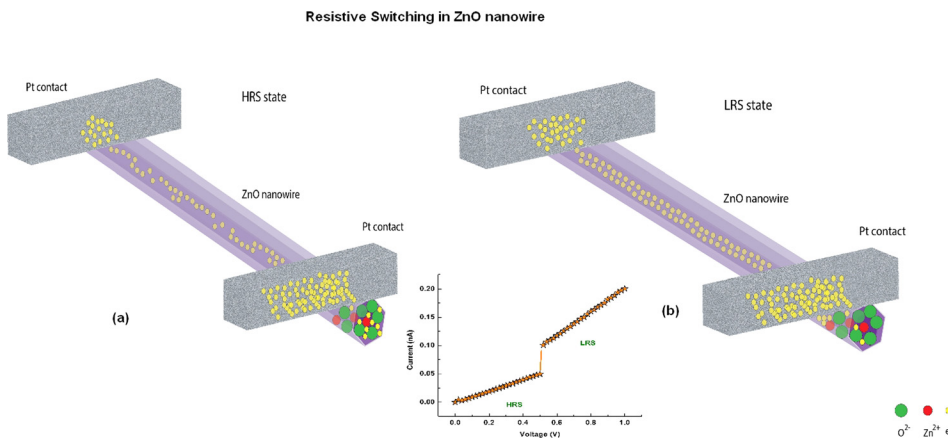 Resistive Switching in ZnO nanowire
Pt contact
HRS state
ZnO nanowire
Pt contact
(a)
Pt contact
LRS state
ZnO nanowire
Pt contact
(b)
0.20
0.15
0.10
0.05
0.00
Current (nA)
LRS
HRS
0.0 0.2 0.4 0.6 0.8 1.0
Voltage (V)
O²⁻ Zn²⁺ e